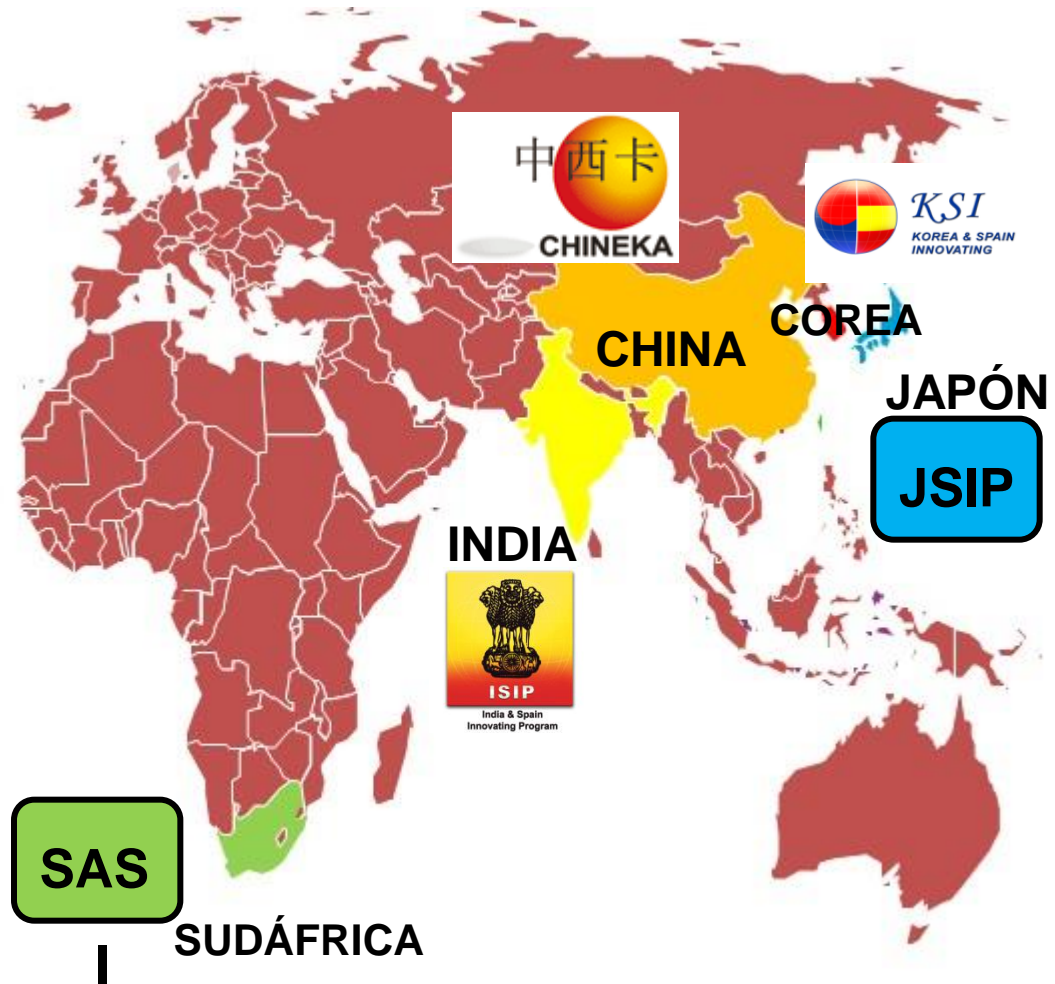 中西卡
CHINEKA
KSI
KOREA & SPAIN
INNOVATING
COREA
CHINA
JAPÓN
JSIP
INDIA
ISIP
India & Spain
Innovating Program
SAS
SUDÁFRICA